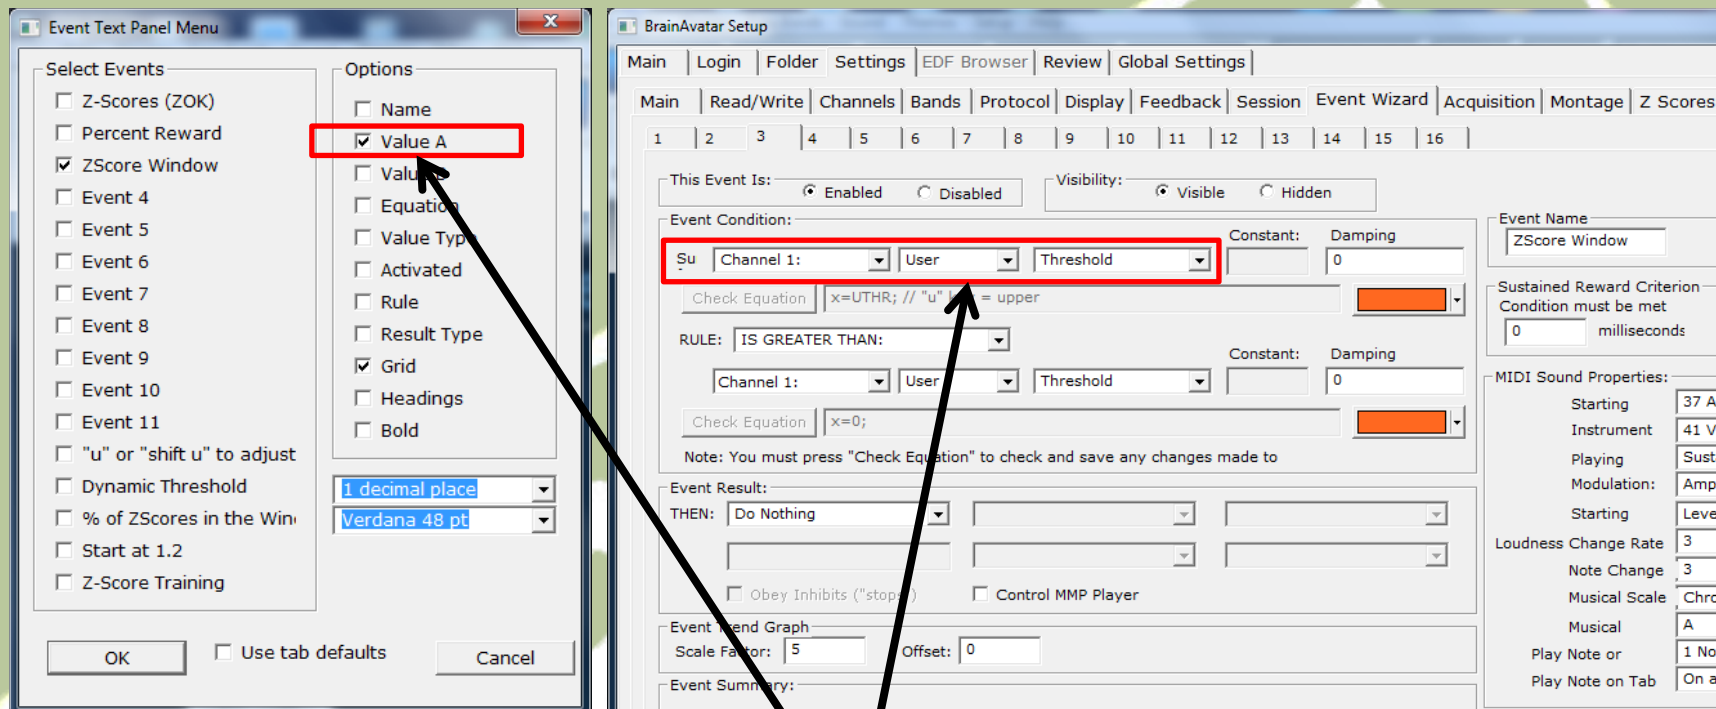 Event Text Panel Menu
Select Events
Z-Scores (ZOK)
Percent Reward
ZScore Window
Event 4
Event 5
Event 6
Event 7
Event 8
Event 9
Event 10
Event 11
"u" or "shift u" to adjust
Dynamic Threshold
% of ZScores in the Win
Start at 1.2
Z-Score Training
Options
Name
Value A
Value
Equation
Value Type
Activated
Rule
Result Type
Grid
Headings
Bold
1 decimal place
Verdana 48 pt
OK
Use tab defaults
Cancel
BrainAvatar Setup
Main Login Folder Settings EDF Browser Review Global Settings
Main Read/Write Channels Bands Protocol Display Feedback Session Event Wizard Acquisition Montage Z Scores
1 2 3 4 5 6 7 8 9 10 11 12 13 14 15 16
This Event Is: Enabled Disabled
Visibility: Visible Hidden
Event Condition:
Constant: Damping
Su Channel 1: User Threshold 0
Check Equation x=UTHR; // "u" = upper
RULE: IS GREATER THAN:
Constant: Damping
Channel 1: User Threshold 0
Check Equation x=0;
Note: You must press "Check Equation" to check and save any changes made to
Event Result:
THEN: Do Nothing
Obey Inhibits ("stops")
Control MMP Player
Event Trend Graph
Scale Factor: 5 Offset: 0
Event Summary:
Event Name
ZScore Window
Sustained Reward Criterion
Condition must be met
0 milliseconds
MIDI Sound Properties:
Starting 37 A
Instrument 41 V
Playing Sust
Modulation: Amp
Starting Leve
Loudness Change Rate 3
Note Change 3
Musical Scale Chro
Musical A
Play Note or 1 No
Play Note on Tab On a